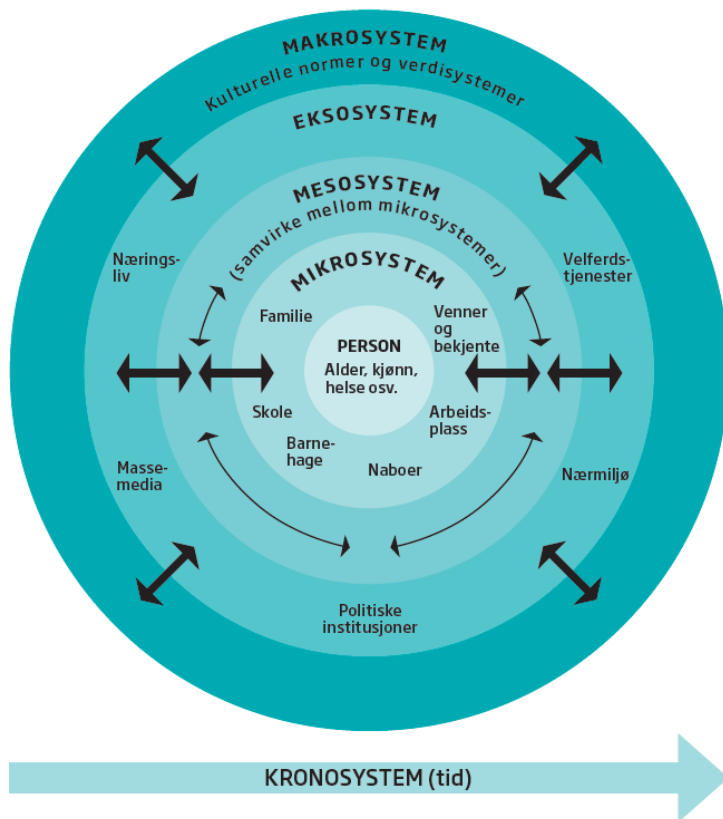 MAKROSYSTEM
Kulturelle normer og verdisystemer
EKSOSYSTEM
MESOSYSTEM
(samvirke mellom mikrosystemer)
MIKROSYSTEM
Nærings-
liv
Velferds-
tjenester
Familie
Venner
og
bekjente
PERSON
Alder, kjønn,
helse osv.
Skole
Barne-
hage
Naboer
Arbeids-
plass
Masse-
media
Nærmiljø
Politiske
institusjoner
KRONOSYSTEM (tid)